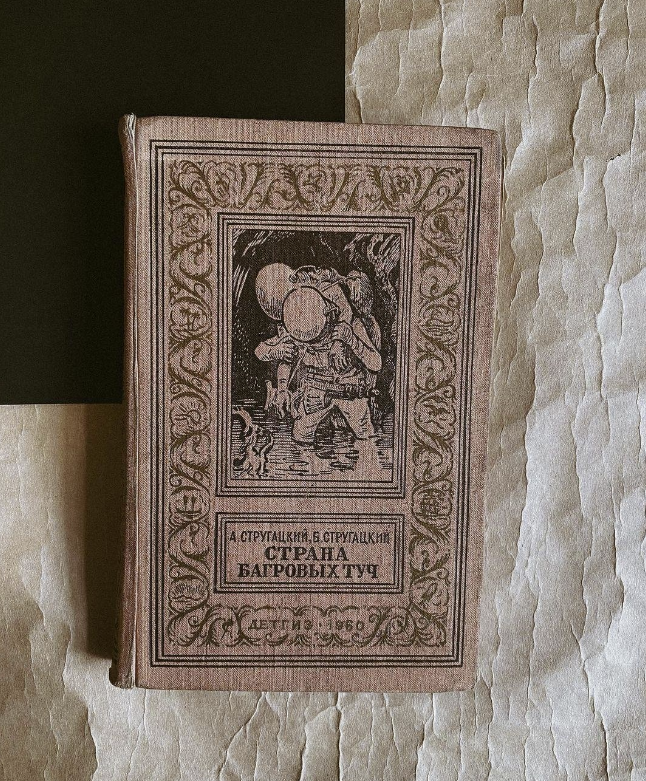 А. СТРУГАЦКИЙ, Б. СТРУГАЦКИЙ
СТРАНА
БАГРОВЫХ ТУЧ
ДЕТГИЗ · 1960